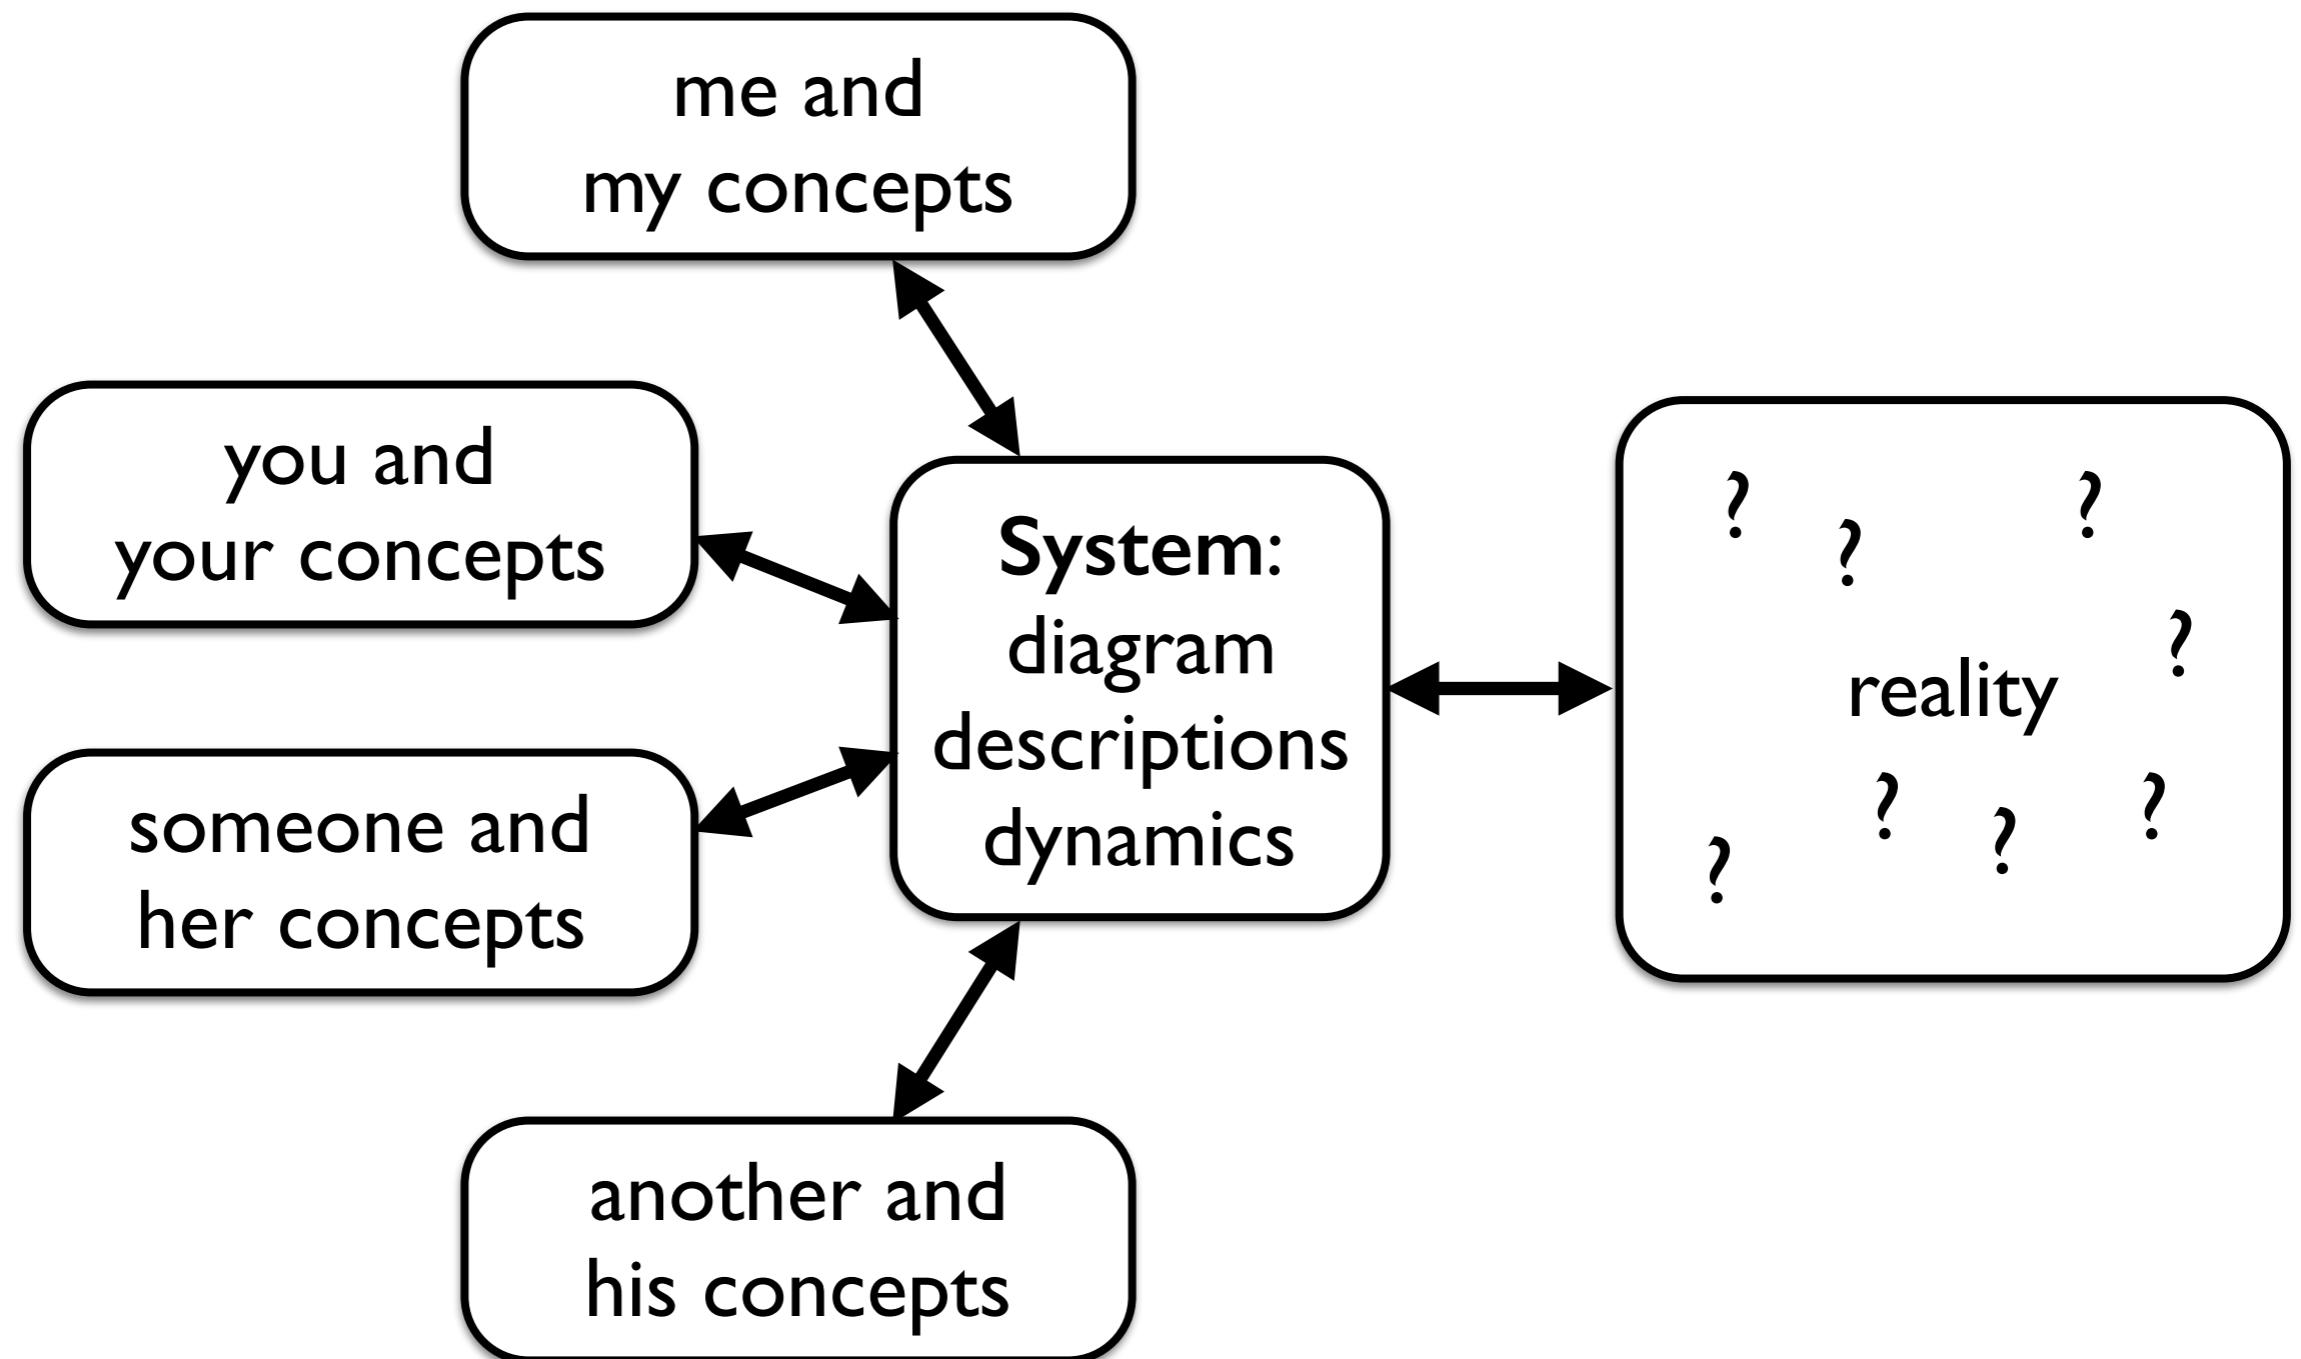 me and
my concepts
you and
your concepts
someone and
her concepts
another and
his concepts
System:
diagram
descriptions
dynamics
? ?
?
?
reality
? ?
?
?